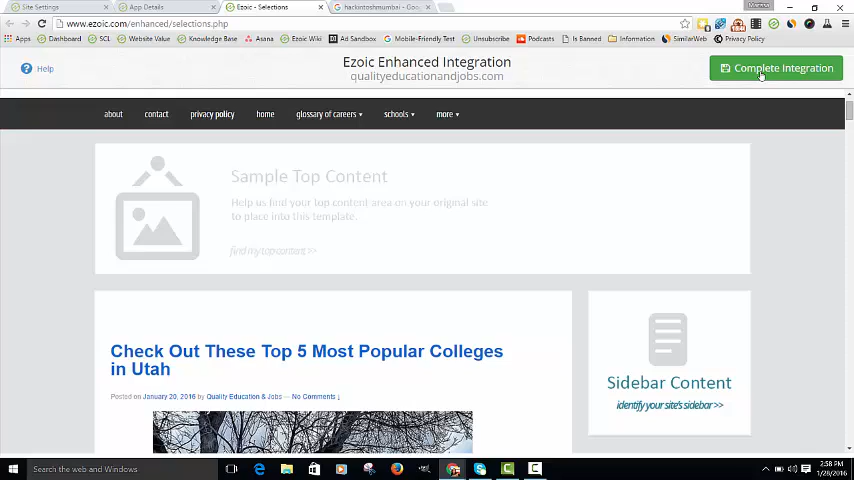 Site Settings
App Details
Ezoic - Selections
hackintoshmumbai - Goo
www.ezoic.com/enhanced/selections.php
Apps Dashboard SCL Website Value Knowledge Base Asana Ezoic Wiki Ad Sandbox Mobile-Friendly Test Unsubscribe Podcasts Is Banned Information SimilarWeb Privacy Policy
Help
Ezoic Enhanced Integration
qualityeducationandjobs.com
Complete Integration
about contact privacy policy home glossary of careers schools more
Sample Top Content
Help us find your top content area on your original site
to place into this template.
find my top content >>
Check Out These Top 5 Most Popular Colleges
in Utah
Posted on January 20, 2016 by Quality Education & Jobs — No Comments ↓
Sidebar Content
identify your site's sidebar >>
Search the web and Windows
2:58 PM
1/28/2016